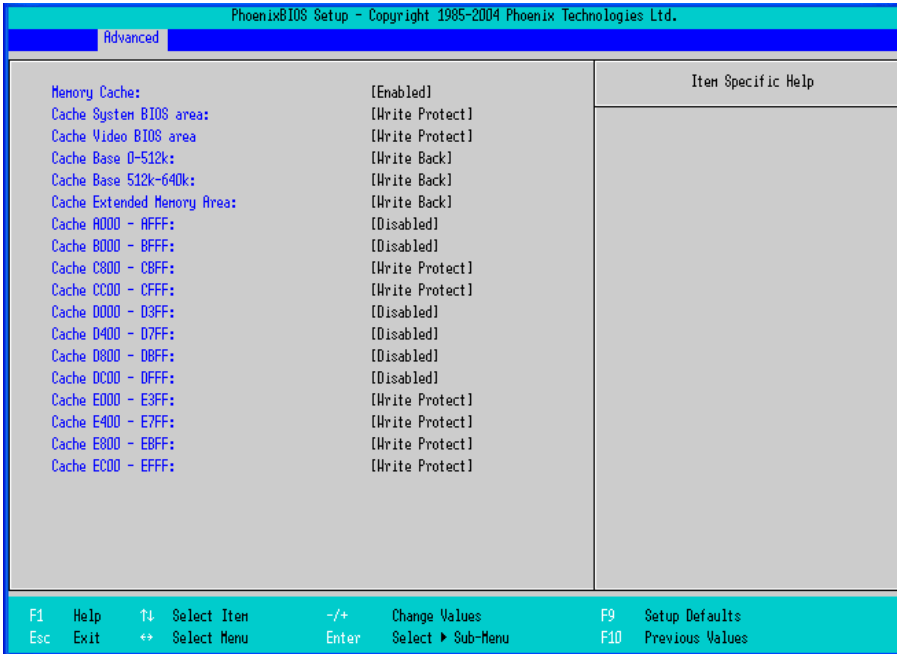 PhoenixBIOS Setup - Copyright 1985-2004 Phoenix Technologies Ltd.
Advanced
Item Specific Help
Memory Cache: [Enabled]
Cache System BIOS area: [Write Protect]
Cache Video BIOS area [Write Protect]
Cache Base 0-512k: [Write Back]
Cache Base 512k-640k: [Write Back]
Cache Extended Memory Area: [Write Back]
Cache A000 - AFFF: [Disabled]
Cache B000 - BFFF: [Disabled]
Cache C800 - CBFF: [Write Protect]
Cache CC00 - CFFF: [Write Protect]
Cache D000 - D3FF: [Disabled]
Cache D400 - D7FF: [Disabled]
Cache D800 - DBFF: [Disabled]
Cache DC00 - DFFF: [Disabled]
Cache E000 - E3FF: [Write Protect]
Cache E400 - E7FF: [Write Protect]
Cache E800 - EBFF: [Write Protect]
Cache EC00 - EFFF: [Write Protect]
F1 Help ↑↓ Select Item -/+ Change Values F9 Setup Defaults
Esc Exit ↔ Select Menu Enter Select ▶ Sub-Menu F10 Previous Values